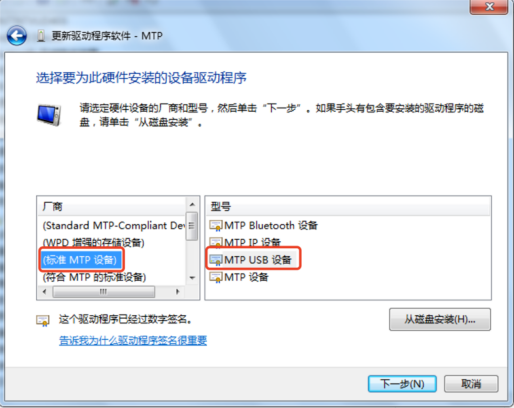 更新驱动程序软件 - MTP
选择要为此硬件安装的设备驱动程序
请选定硬件设备的厂商和型号，然后单击“下一步”。如果手头有包含要安装的驱动程序的磁
盘，请单击“从磁盘安装”。
厂商
(Standard MTP-Compliant Dev
(WPD 增强的存储设备)
(标准 MTP 设备)
(符合 MTP 的标准设备)
型号
MTP Bluetooth 设备
MTP IP 设备
MTP USB 设备
MTP 设备
这个驱动程序已经过数字签名。
告诉我为什么驱动程序签名很重要
从磁盘安装(H)...
下一步(N)
取消